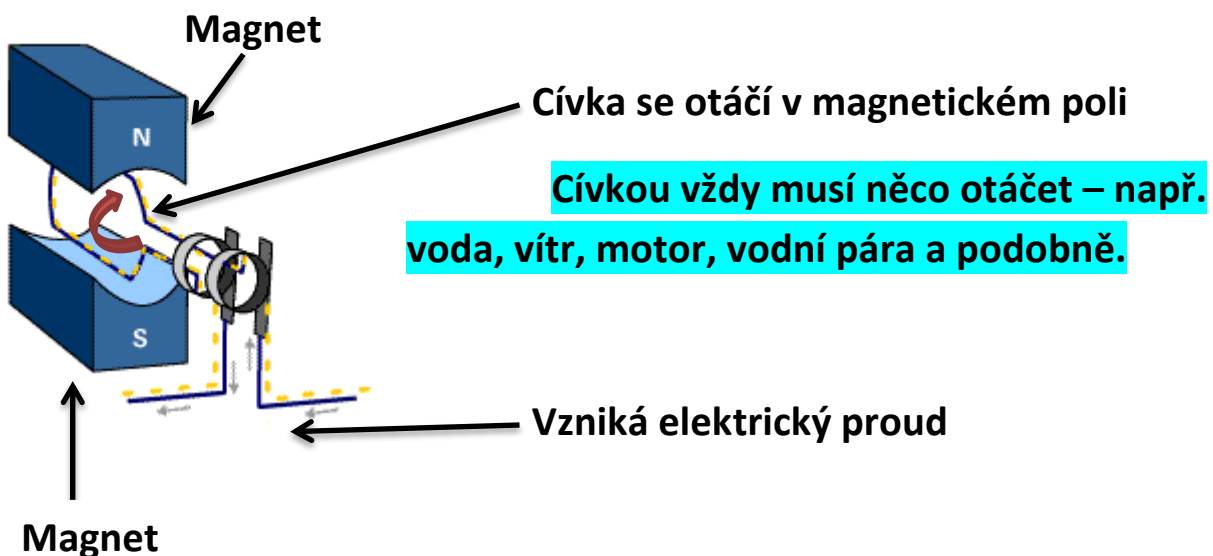 Magnet
Cívka se otáčí v magnetickém poli
N
Cívkou vždy musí něco otáčet – např.
voda, vítr, motor, vodní pára a podobně.
S
Vzniká elektrický proud
Magnet